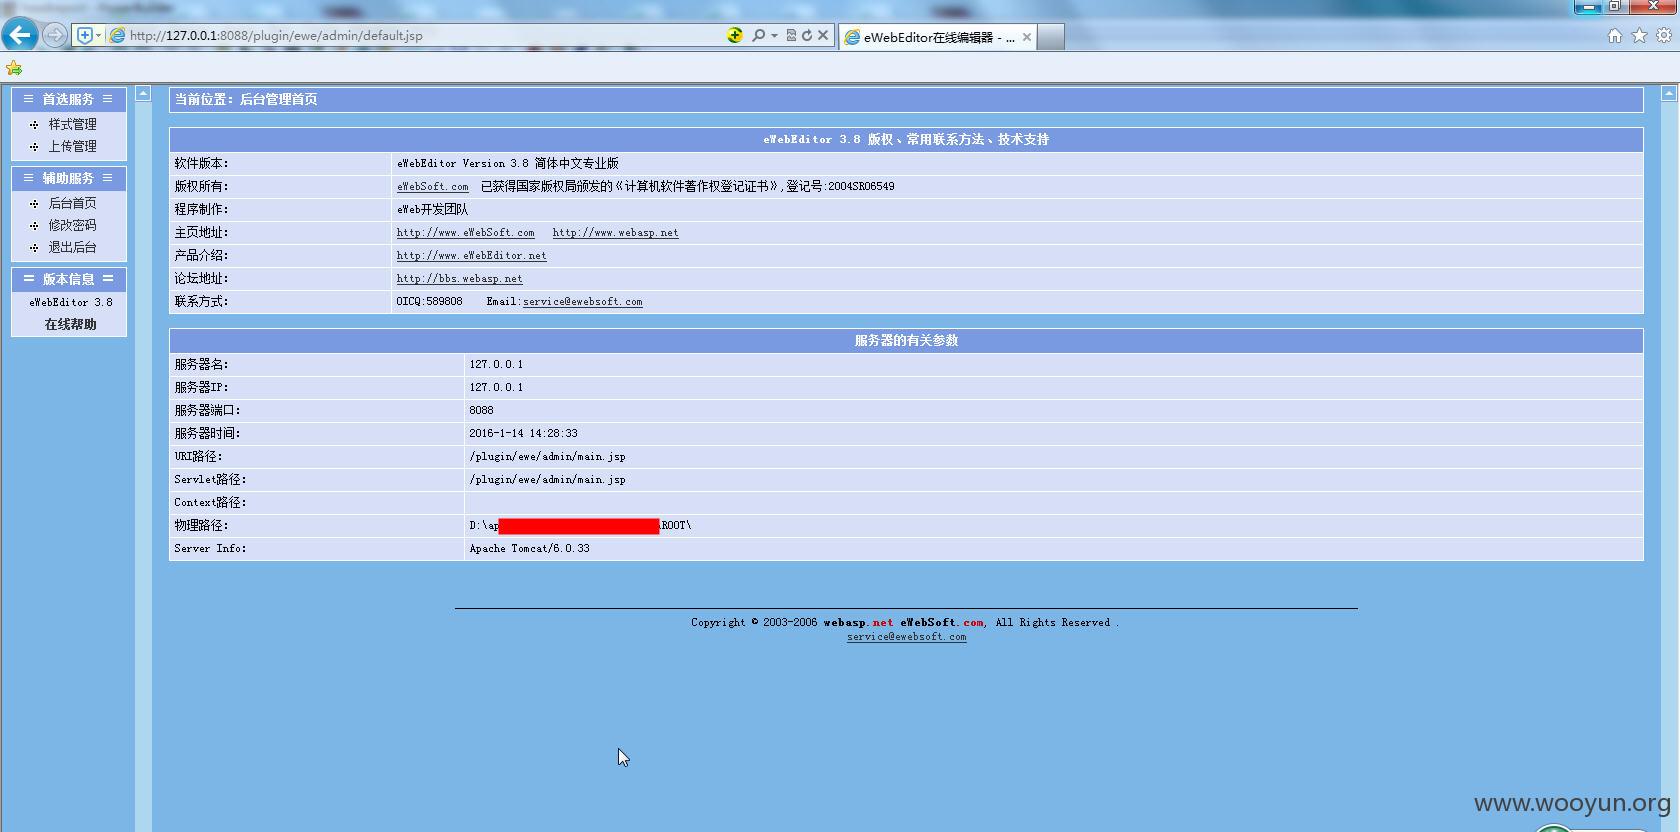 http://127.0.0.1:8088/plugin/ewe/admin/default.jsp
eWebEditor在线编辑器 - ...
三 首选服务 三
样式管理
上传管理
三 辅助服务 三
后台首页
修改密码
退出后台
二 版本信息 二
eWebEditor 3.8
在线帮助
当前位置：后台管理首页
eWebEditor 3.8 版权、常用联系方法、技术支持
软件版本： eWebEditor Version 3.8 简体中文专业版
版权所有： eWebSoft.com 已获得国家版权局颁发的《计算机软件著作权登记证书》,登记号:2004SR06549
程序制作： eWeb开发团队
主页地址： http://www.eWebSoft.com http://www.webasp.net
产品介绍： http://www.eWebEditor.net
论坛地址： http://bbs.webasp.net
联系方式： OICQ:589808 Email:service@ewebsoft.com
服务器的有关参数
服务器名： 127.0.0.1
服务器IP： 127.0.0.1
服务器端口： 8088
服务器时间： 2016-1-14 14:28:33
URI路径： /plugin/ewe/admin/main.jsp
Servlet路径： /plugin/ewe/admin/main.jsp
Context路径：
物理路径： D:\ap \ROOT\
Server Info: Apache Tomcat/6.0.33
Copyright © 2003-2006 webasp.net eWebSoft.com, All Rights Reserved .
service@ewebsoft.com
www.wooyun.org